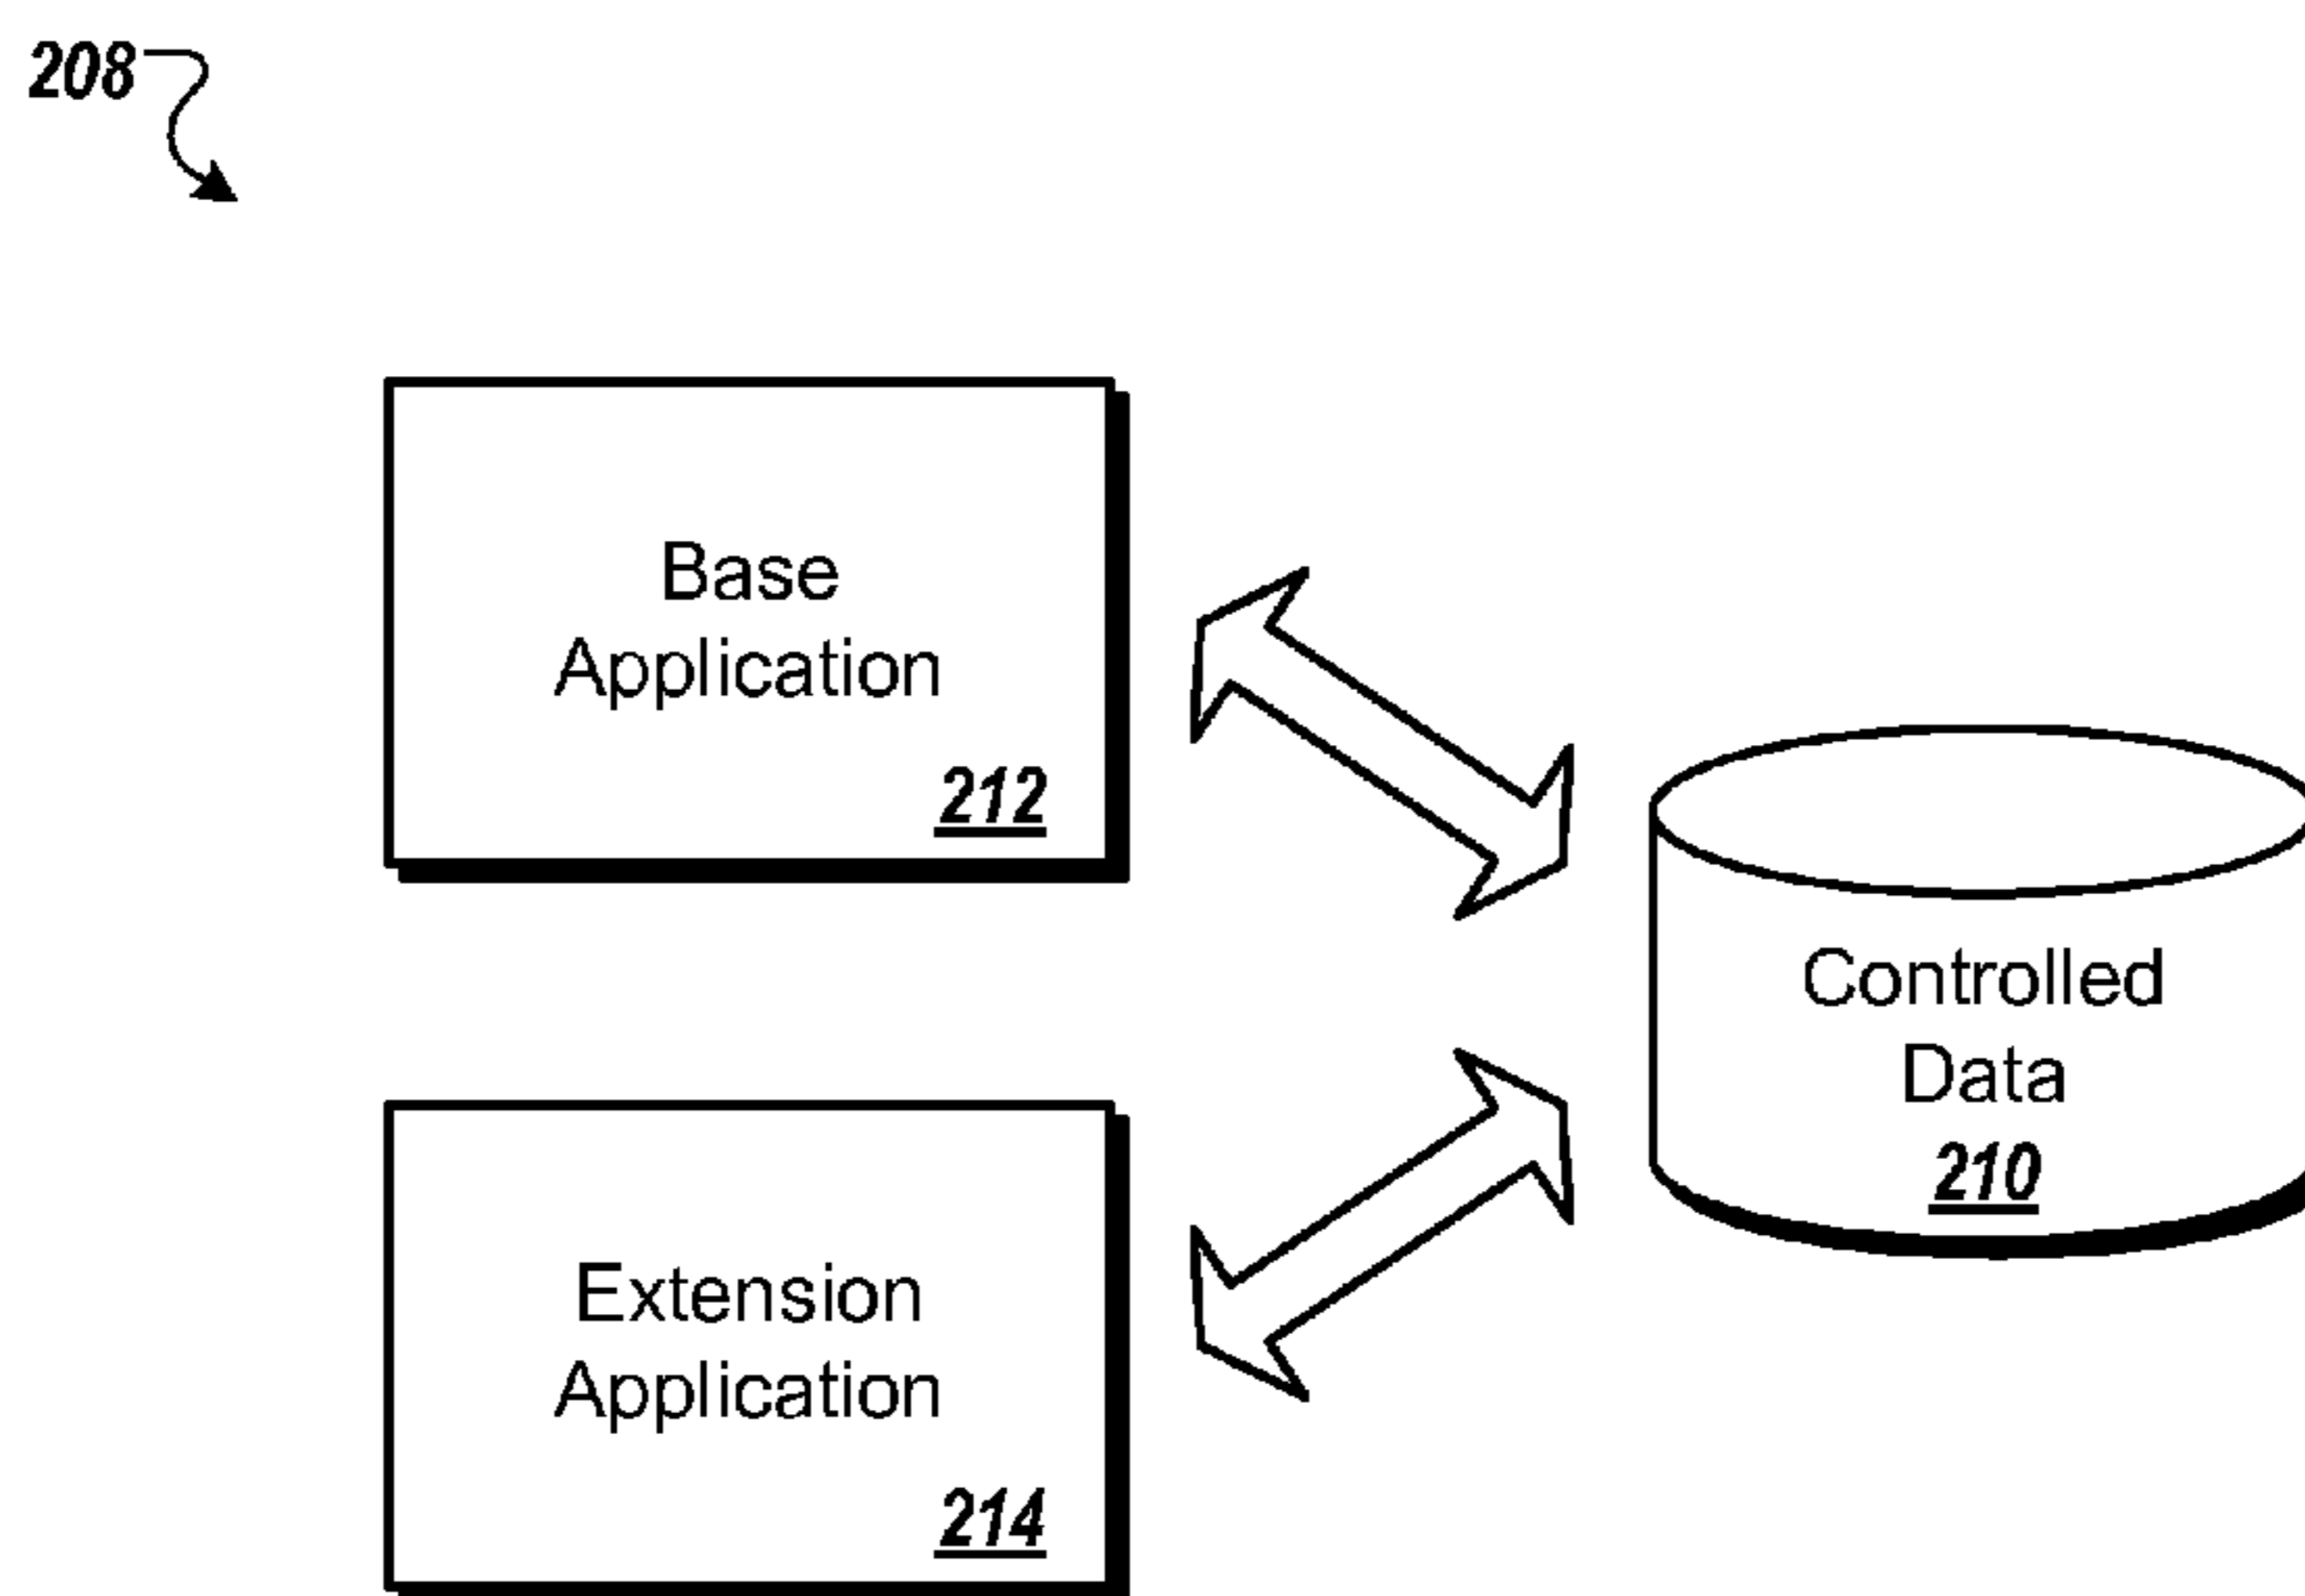 208
Base
Application
212
Controlled
Data
210
Extension
Application
214